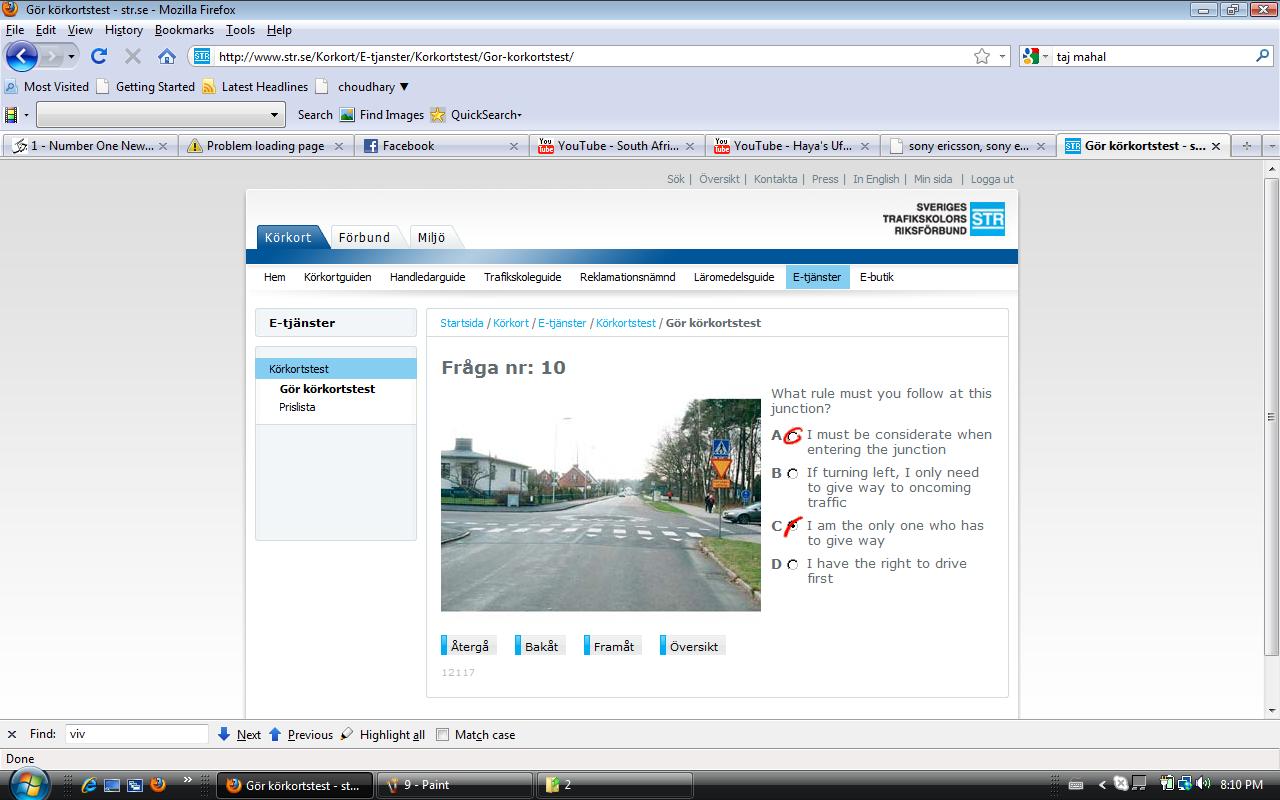 Gör körkortstest - str.se - Mozilla Firefox
File Edit View History Bookmarks Tools Help
STR http://www.str.se/Korkort/E-tjanster/Korkortstest/Gor-korkortstest/ taj mahal
Most Visited Getting Started Latest Headlines choudhary
Search Find Images QuickSearch
1 - Number One New... Problem loading page Facebook YouTube - South Afri... YouTube - Haya's Uf... sony ericsson, sony e... Gör körkortstest - s...
Sök | Översikt | Kontakta | Press | In English | Min sida | Logga ut
SVERIGES
TRAFIKSKOLORS
RIKSFÖRBUND
STR
Körkort Förbund Miljö
Hem Körkortguiden Handledarguide Trafikskoleguide Reklamationsnämnd Läromedelsguide E-tjänster E-butik
E-tjänster
Körkortstest
Gör körkortstest
Prislista
Startsida / Körkort / E-tjänster / Körkortstest / Gör körkortstest
Fråga nr: 10
What rule must you follow at this
junction?
A I must be considerate when
entering the junction
B If turning left, I only need
to give way to oncoming
traffic
C I am the only one who has
to give way
D I have the right to drive
first
Återgå Bakåt Framåt Översikt
12117
Find: viv Next Previous Highlight all Match case
Done
Gör körkortstest - st... 9 - Paint 2 8:10 PM